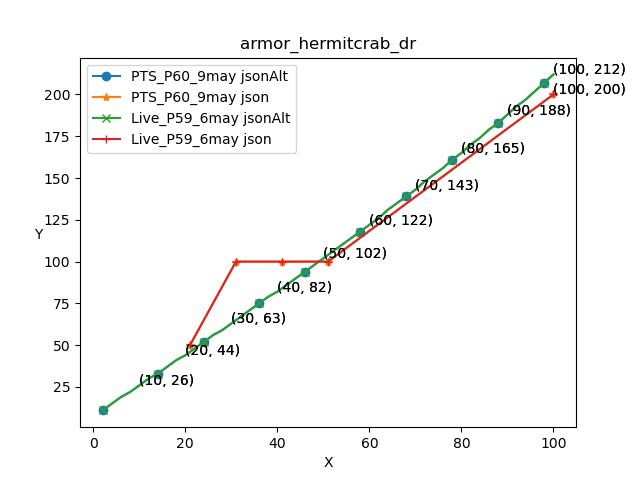 armor_hermitcrab_dr
PTS_P60_9may jsonAlt
PTS_P60_9may json
Live_P59_6may jsonAlt
Live_P59_6may json
(100, 212)
(100, 200)
(90, 188)
(80, 165)
(70, 143)
(60, 122)
(50, 102)
(40, 82)
(30, 63)
(20, 44)
(10, 26)
200
175
150
125
100
75
50
25
Y
0 20 40 60 80 100
X